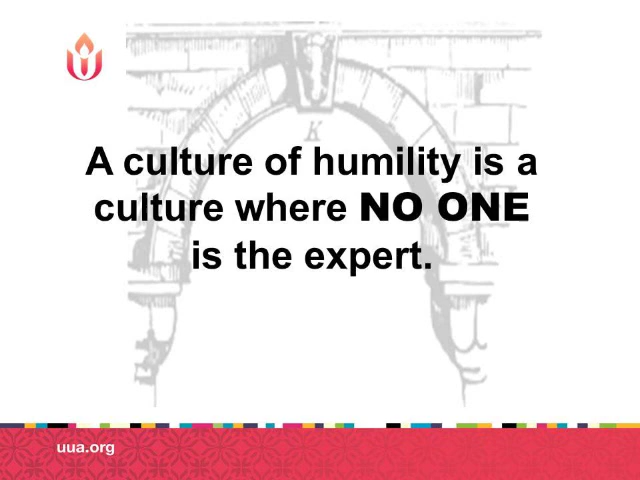 K
A culture of humility is a
culture where NO ONE
is the expert.
uua.org